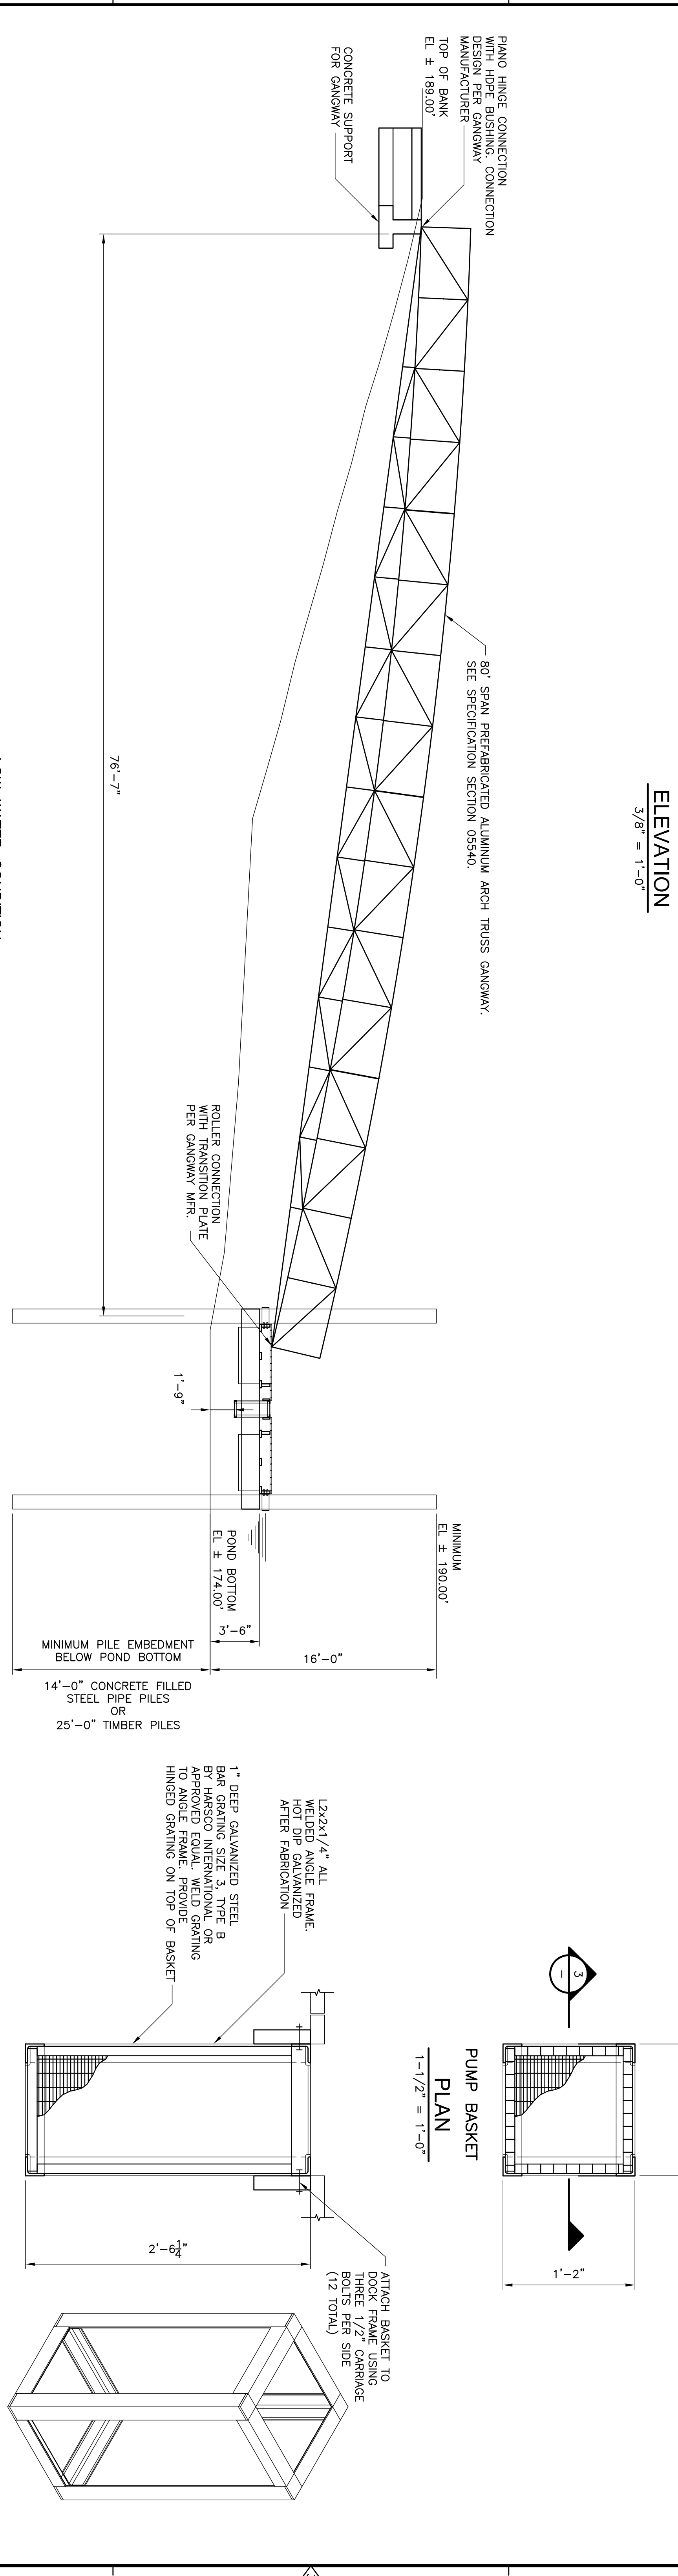 PIANO HINGE CONNECTION
WITH HDPE BUSHING. CONNECTION
DESIGN PER GANGWAY
MANUFACTURER
TOP OF BANK
EL ± 189.00'
CONCRETE SUPPORT
FOR GANGWAY
ELEVATION
3/8" = 1'-0"
80' SPAN PREFABRICATED ALUMINUM ARCH TRUSS GANGWAY.
SEE SPECIFICATION SECTION 05540.
76'-7"
ROLLER CONNECTION
WITH TRANSITION PLATE
PER GANGWAY MFR.
1'-9"
MINIMUM
EL ± 190.00'
POND BOTTOM
EL ± 174.00'
3'-6"
16'-0"
MINIMUM PILE EMBEDMENT
BELOW POND BOTTOM
14'-0" CONCRETE FILLED
STEEL PIPE PILES
OR
25'-0" TIMBER PILES
L2x2x1/4" ALL
WELDED ANGLE FRAME.
HOT DIP GALVANIZED
AFTER FABRICATION
1" DEEP GALVANIZED STEEL
BAR GRATING SIZE 3, TYPE B
BY HARSCO INTERNATIONAL OR
APPROVED EQUAL. WELD GRATING
TO ANGLE FRAME. PROVIDE
HINGED GRATING ON TOP OF BASKET
3
-
PUMP BASKET
PLAN
1-1/2" = 1'-0"
1'-2"
2'-6 1/4"
ATTACH BASKET TO
DOCK FRAME USING
THREE 1/2" CARRIAGE
BOLTS PER SIDE
(12 TOTAL)